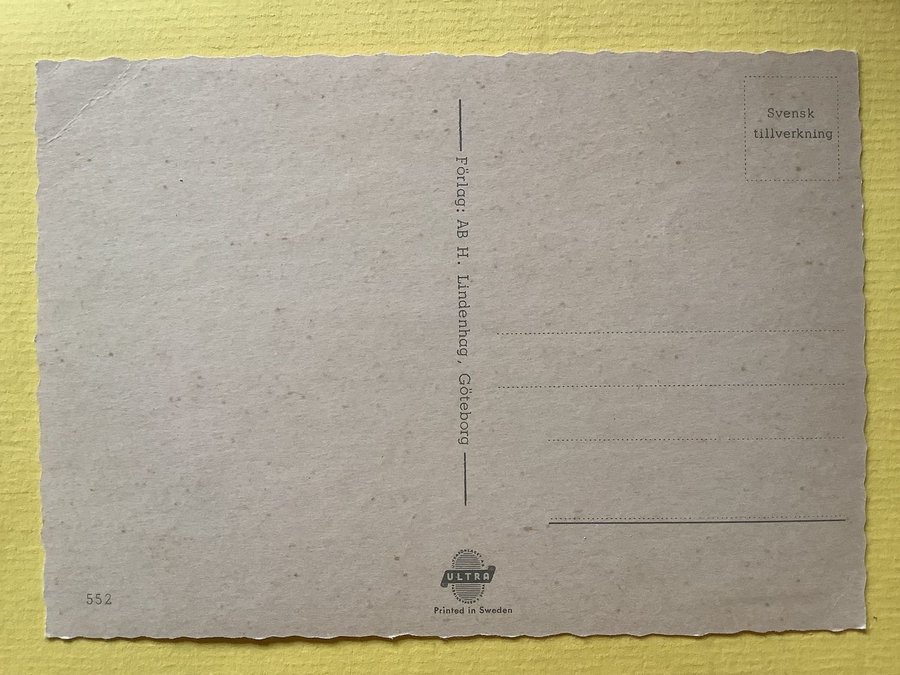 Svensk
tillverkning
Förlag: AB H. Lindenhag, Göteborg
ULTRA
Printed in Sweden
552